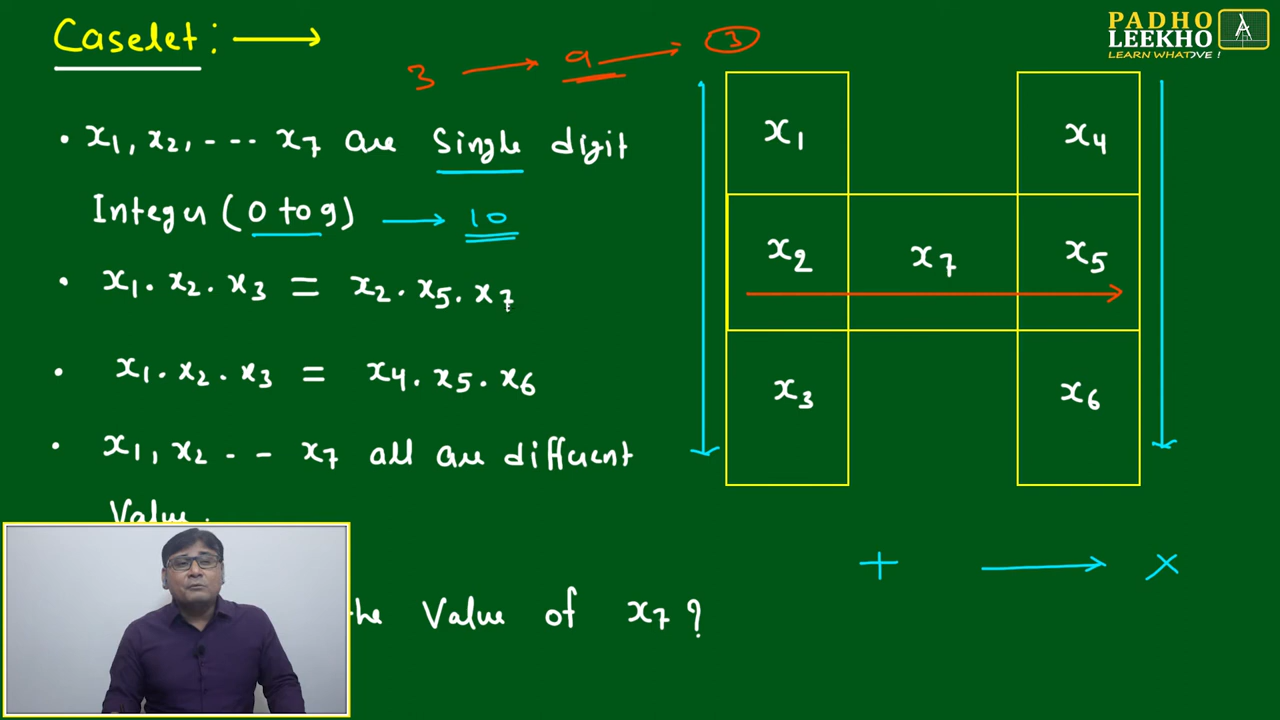 Caselet: ⟶
3 ⟶ 9 ⟶ 3
PADHO
LEEKHO
LEARN WHAT
VE !
• x₁, x₂, --- x₇ are Single digit
Integer (0 to 9) ⟶ 10
• x₁ . x₂ . x₃ = x₂ . x₅ . x₇
• x₁ . x₂ . x₃ = x₄ . x₅ . x₆
• x₁, x₂ -- x₇ all are different
Value.
the Value of x₇ ?
x₁ x₄
x₂ x₇ x₅
x₃ x₆
+ ⟶ ×